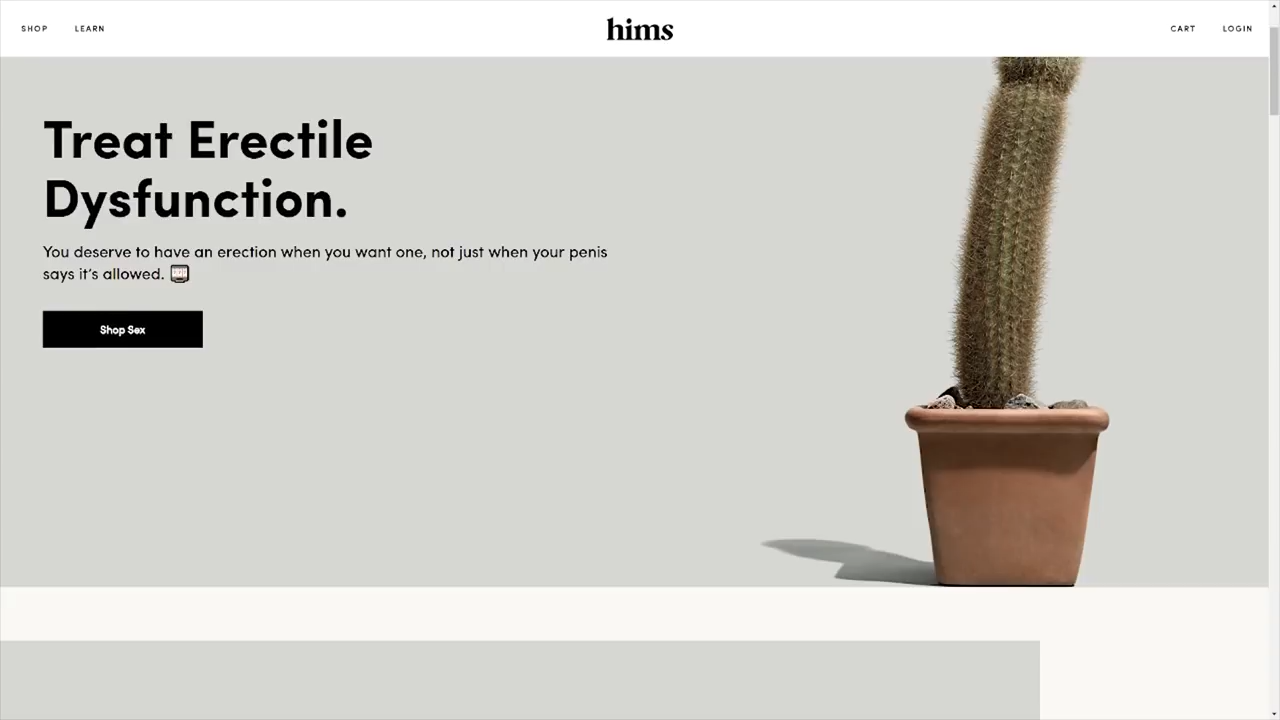 SHOP LEARN hims CART LOGIN
Treat Erectile
Dysfunction.
You deserve to have an erection when you want one, not just when your penis
says it’s allowed.
Shop Sex